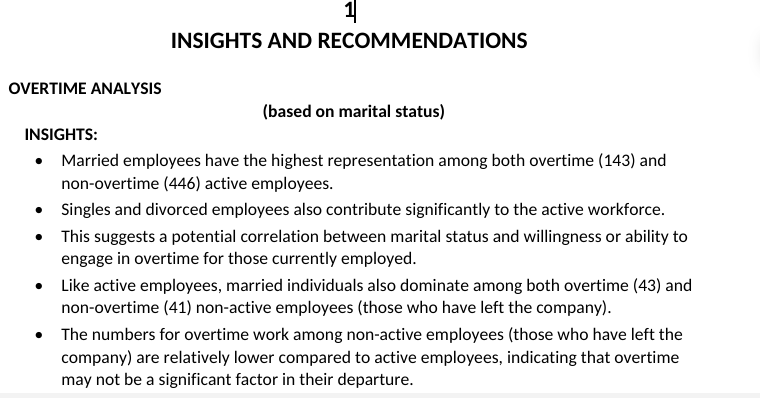 1
INSIGHTS AND RECOMMENDATIONS
OVERTIME ANALYSIS
(based on marital status)
INSIGHTS:
• Married employees have the highest representation among both overtime (143) and
non-overtime (446) active employees.
• Singles and divorced employees also contribute significantly to the active workforce.
• This suggests a potential correlation between marital status and willingness or ability to
engage in overtime for those currently employed.
• Like active employees, married individuals also dominate among both overtime (43) and
non-overtime (41) non-active employees (those who have left the company).
• The numbers for overtime work among non-active employees (those who have left the
company) are relatively lower compared to active employees, indicating that overtime
may not be a significant factor in their departure.